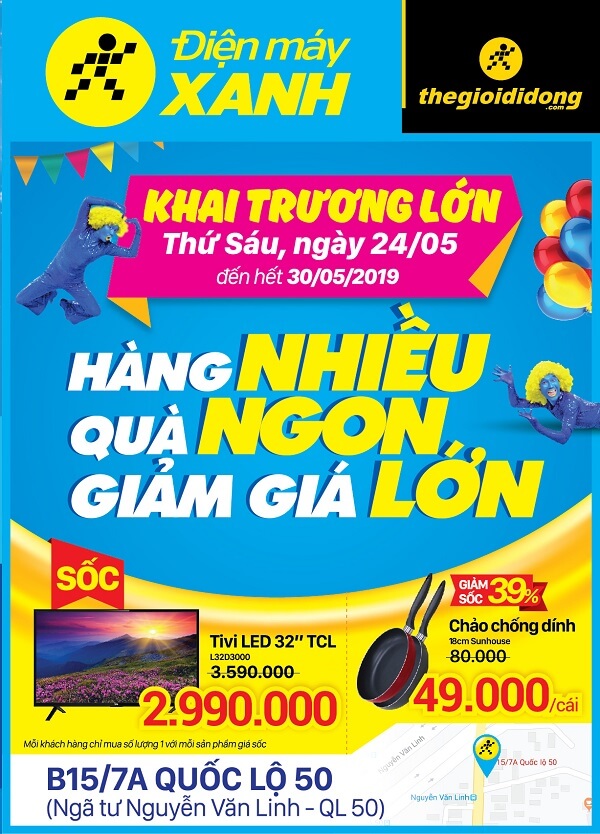 Điện máy
XANH
thegioididong
.com
KHAI TRƯƠNG LỚN
Thứ Sáu, ngày 24/05
đến hết 30/05/2019
HÀNG NHIỀU
QUÀ NGON
GIẢM GIÁ LỚN
SỐC
Tivi LED 32" TCL
L32D3000
3.590.000
2.990.000
GIẢM
SỐC 39%
Chảo chống dính
18cm Sunhouse
80.000
49.000/cái
Mỗi khách hàng chỉ mua số lượng 1 với mỗi sản phẩm giá sốc
B15/7A QUỐC LỘ 50
(Ngã tư Nguyễn Văn Linh - QL 50)
Nguyễn Văn Linh
15/7A Quốc lộ 50
Nguyễn Văn Linh